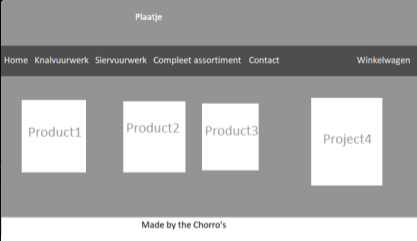 Plaatje
Home Knalvuurwerk Siervuurwerk Compleet assortiment Contact Winkelwagen
Product1 Product2 Product3 Project4
Made by the Chorro's